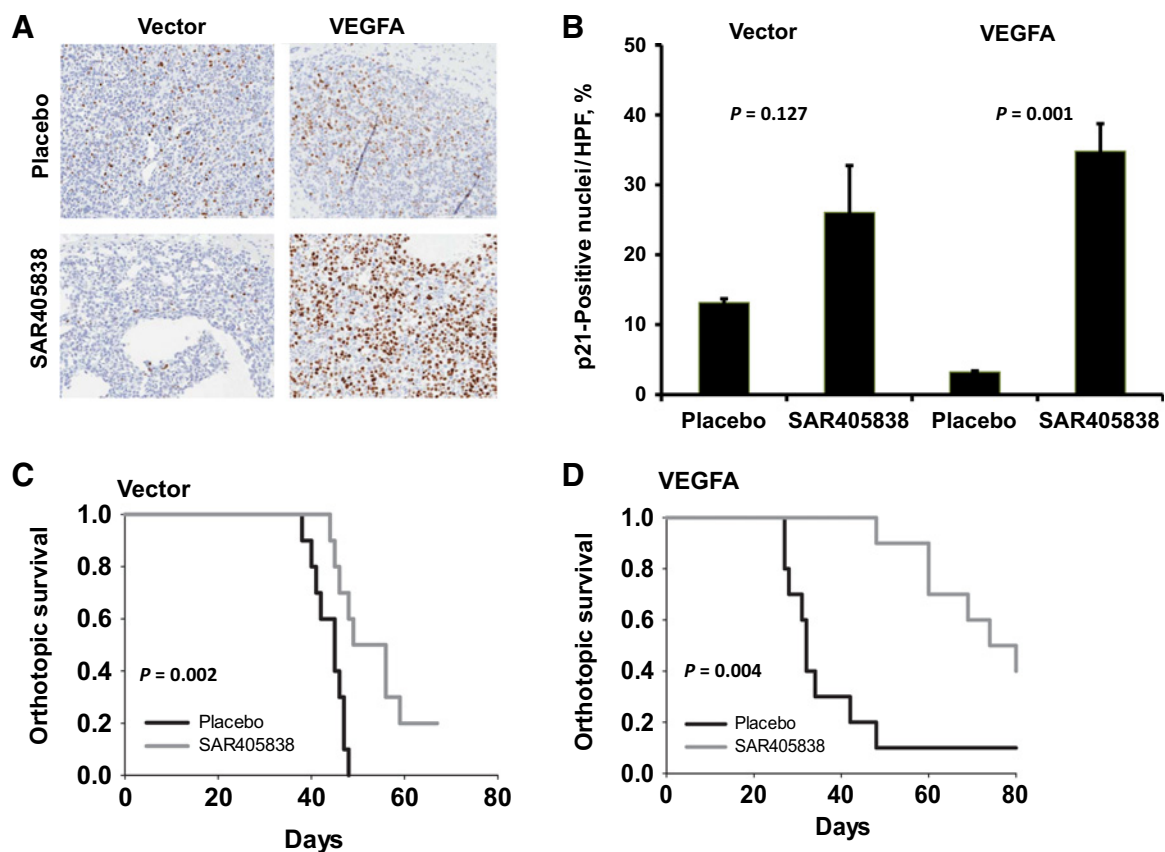 A
Vector
VEGFA
Placebo
SAR405838
B
Vector
VEGFA
P = 0.127
P = 0.001
p21-Positive nuclei/HPF, %
50
40
30
20
10
0
Placebo
SAR405838
Placebo
SAR405838
C
Vector
Orthotopic survival
1.0
0.8
0.6
0.4
0.2
0.0
P = 0.002
Placebo
SAR405838
0
20
40
60
80
Days
D
VEGFA
Orthotopic survival
1.0
0.8
0.6
0.4
0.2
0.0
P = 0.004
Placebo
SAR405838
0
20
40
60
80
Days